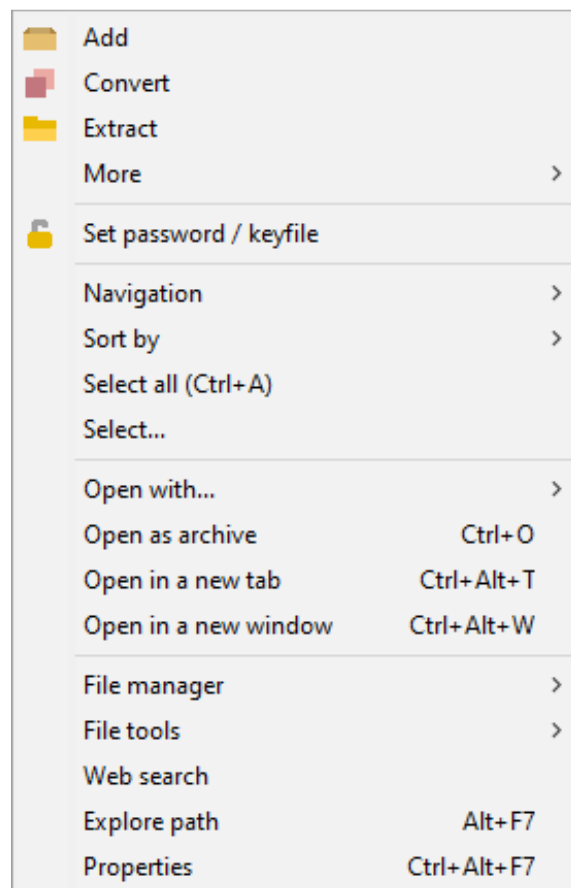 Add
Convert
Extract
More
Set password / keyfile
Navigation
Sort by
Select all (Ctrl+A)
Select...
Open with...
Open as archive Ctrl+O
Open in a new tab Ctrl+Alt+T
Open in a new window Ctrl+Alt+W
File manager
File tools
Web search
Explore path Alt+F7
Properties Ctrl+Alt+F7